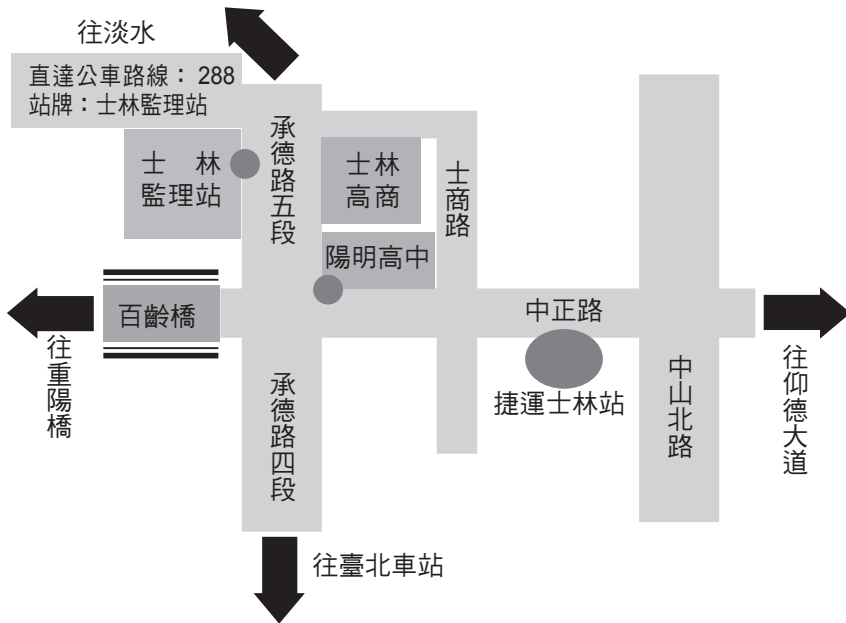 往淡水
直達公車路線： 288
站牌：士林監理站
承德路五段
士林
監理站
士林
高商
士商路
陽明高中
百齡橋
中正路
往重陽橋
承德路四段
捷運士林站
中山北路
往仰德大道
往臺北車站